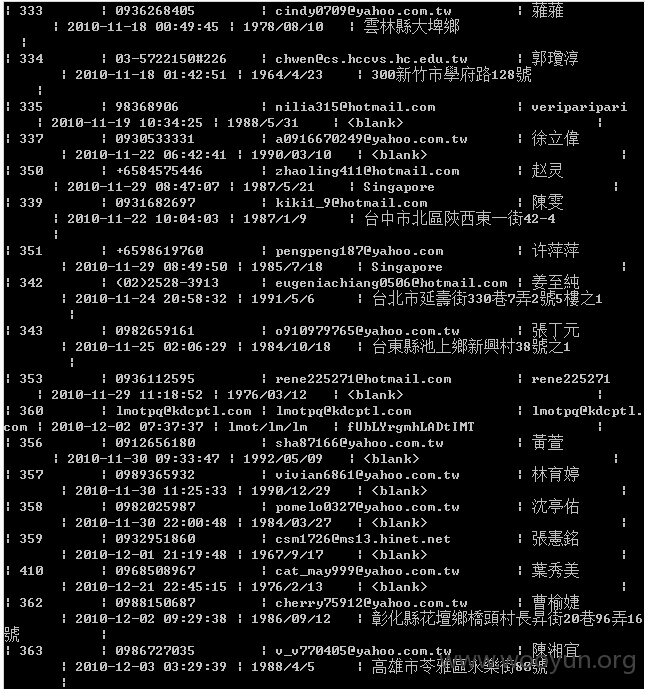 | 333 | 0936268405 | cindy0709@yahoo.com.tw | 蕥蕥
| 2010-11-18 00:49:45 | 1978/08/10 | 雲林縣大埤鄉
|
| 334 | 03-5722150#226 | chwen@cs.hccvs.hc.edu.tw | 郭瓊淳
| 2010-11-18 01:42:51 | 1964/4/23 | 300新竹市學府路128號
|
| 335 | 98368906 | nilia315@hotmail.com | veriparipari
| 2010-11-19 10:34:25 | 1988/5/31 | <blank> |
| 337 | 0930533331 | a0916670249@yahoo.com.tw | 徐立偉
| 2010-11-22 06:42:41 | 1990/03/10 | <blank> |
| 350 | +6584575446 | zhaoling411@hotmail.com | 赵灵
| 2010-11-29 08:47:07 | 1987/5/21 | Singapore |
| 339 | 0931682697 | kiki1_9@hotmail.com | 陳雯
| 2010-11-22 10:04:03 | 1987/1/9 | 台中市北區陝西東一街42-4
|
| 351 | +6598619760 | pengpeng187@yahoo.com | 许萍萍
| 2010-11-29 08:49:50 | 1985/7/18 | Singapore |
| 342 | (02)2528-3913 | eugeniachiang0506@hotmail.com | 姜至純
| 2010-11-24 20:58:32 | 1991/5/6 | 台北市延壽街330巷7弄2號5樓之1
|
| 343 | 0982659161 | o910979765@yahoo.com.tw | 張丁元
| 2010-11-25 02:06:29 | 1984/10/18 | 台東縣池上鄉新興村38號之1
|
| 353 | 0936112595 | rene225271@hotmail.com | rene225271
| 2010-11-29 11:18:52 | 1976/03/12 | <blank> |
| 360 | lmotpq@kdcptl.com | lmotpq@kdcptl.com | lmotpq@kdcptl.
com | 2010-12-02 07:37:37 | lmot/lm/lm | fUbLYrgmhLADtIMT |
| 356 | 0912656180 | sha87166@yahoo.com.tw | 黃萱
| 2010-11-30 09:33:47 | 1992/05/09 | <blank> |
| 357 | 0989365932 | vivian6861@yahoo.com.tw | 林育婷
| 2010-11-30 11:25:33 | 1990/12/29 | <blank> |
| 358 | 0982025987 | pomelo0327@yahoo.com.tw | 沈亭佑
| 2010-11-30 22:00:48 | 1984/03/27 | <blank> |
| 359 | 0932951860 | csm1726@ms13.hinet.net | 張憲銘
| 2010-12-01 21:19:48 | 1967/9/17 | <blank> |
| 410 | 0968508967 | cat_may999@yahoo.com.tw | 葉秀美
| 2010-12-21 22:45:15 | 1976/2/13 | <blank> |
| 362 | 0988150687 | cherry75912@yahoo.com.tw | 曹榆婕
| 2010-12-02 09:29:38 | 1986/09/12 | 彰化縣花壇鄉橋頭村長昇街20巷96弄16
號 |
| 363 | 0986727035 | v_v770405@yahoo.com.tw | 陳湘宜
| 2010-12-03 03:29:39 | 1988/4/5 | 高雄市苓雅區永樂街88號
|
www.wooyun.org